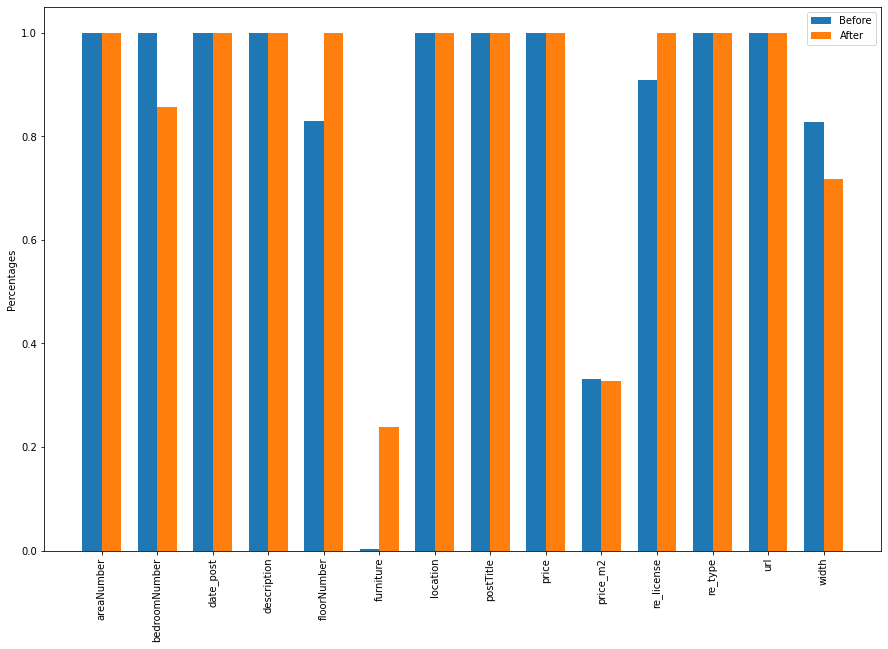 1.0
0.8
0.6
0.4
0.2
0.0
Percentages
Before
After
areaNumber
bedroomNumber
date_post
description
floorNumber
furniture
location
postTitle
price
price_m2
re_license
re_type
url
width